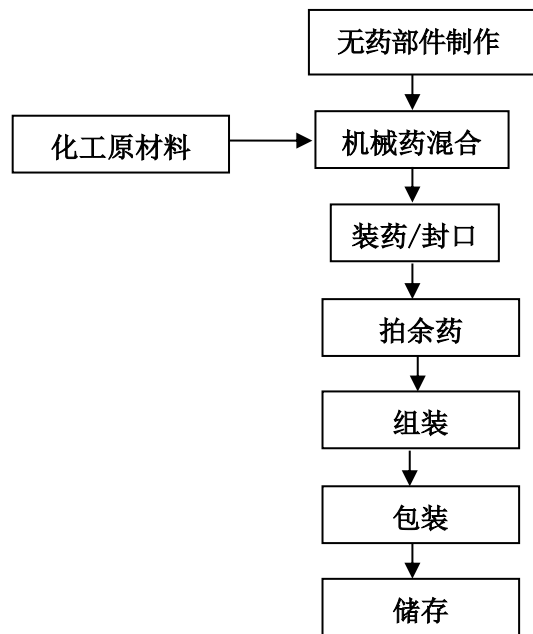 无药部件制作
化工原材料
机械药混合
装药/封口
拍余药
组装
包装
储存